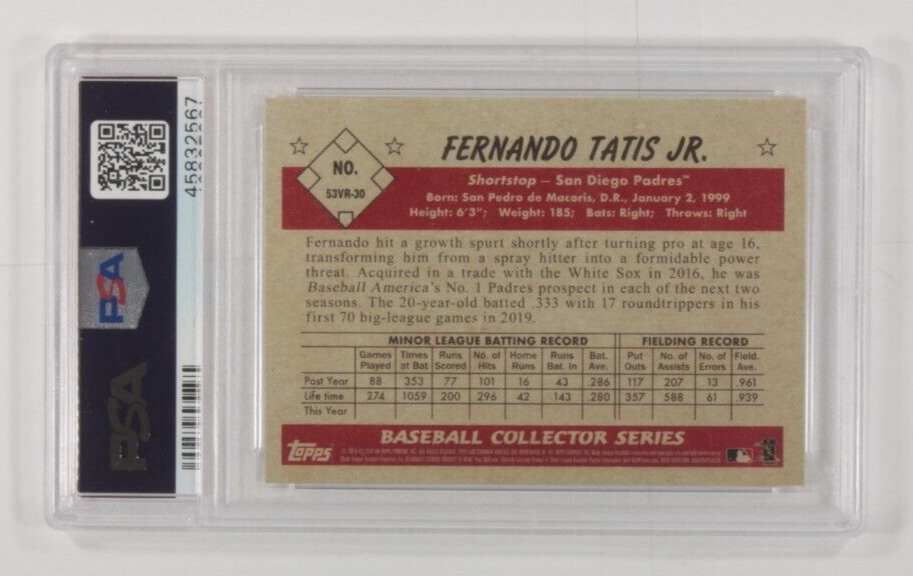 45832567
PSA
PSA
NO.
53VR-30
FERNANDO TATIS JR.
Shortstop — San Diego Padres™
Born: San Pedro de Macoris, D.R., January 2, 1999
Height: 6'3"; Weight: 185; Bats: Right; Throws: Right
Fernando hit a growth spurt shortly after turning pro at age 16,
transforming him from a spray hitter into a formidable power
threat. Acquired in a trade with the White Sox in 2016, he was
Baseball America's No. 1 Padres prospect in each of the next two
seasons. The 20-year-old batted .333 with 17 roundtrippers in his
first 70 big-league games in 2019.
MINOR LEAGUE BATTING RECORD FIELDING RECORD
Games Times Runs No. of Home Runs Bat. Put No. of No. of Field.
Played at Bat Scored Hits Runs Bat. In Ave. Outs Assists Errors Ave.
Past Year 88 353 77 101 16 43 .286 117 207 13 .961
Life time 274 1059 200 296 42 143 .280 357 588 61 .939
This Year
BASEBALL COLLECTOR SERIES
Topps